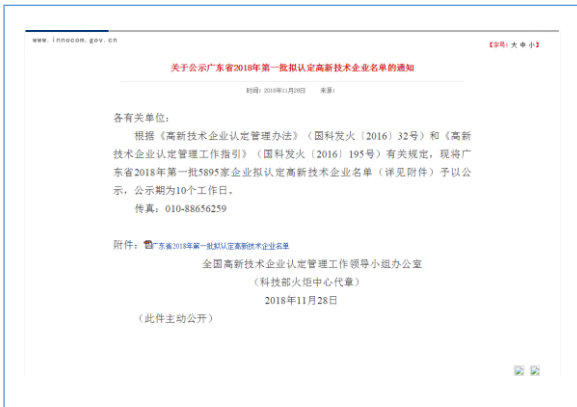 www.innocom.gov.cn
【字号：大 中 小】
关于公示广东省2018年第一批拟认定高新技术企业名单的通知
时间：2018年11月28日 来源：
各有关单位：
根据《高新技术企业认定管理办法》（国科发火〔2016〕32号）和《高新
技术企业认定管理工作指引》（国科发火〔2016〕195号）有关规定，现将广
东省2018年第一批5895家企业拟认定高新技术企业名单（详见附件）予以公
示，公示期为10个工作日。
传真：010-88656259
附件：广东省2018年第一批拟认定高新技术企业名单
全国高新技术企业认定管理工作领导小组办公室
（科技部火炬中心代章）
2018年11月28日
（此件主动公开）